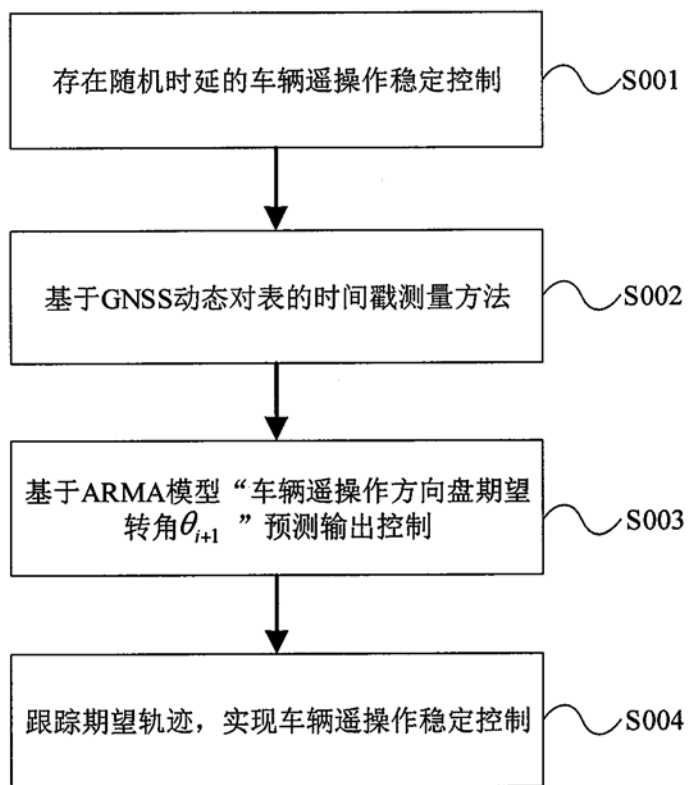 存在随机时延的车辆遥操作稳定控制
S001
基于GNSS动态对表的时间戳测量方法
S002
基于ARMA模型“车辆遥操作方向盘期望
转角θi+1 ”预测输出控制
S003
跟踪期望轨迹，实现车辆遥操作稳定控制
S004